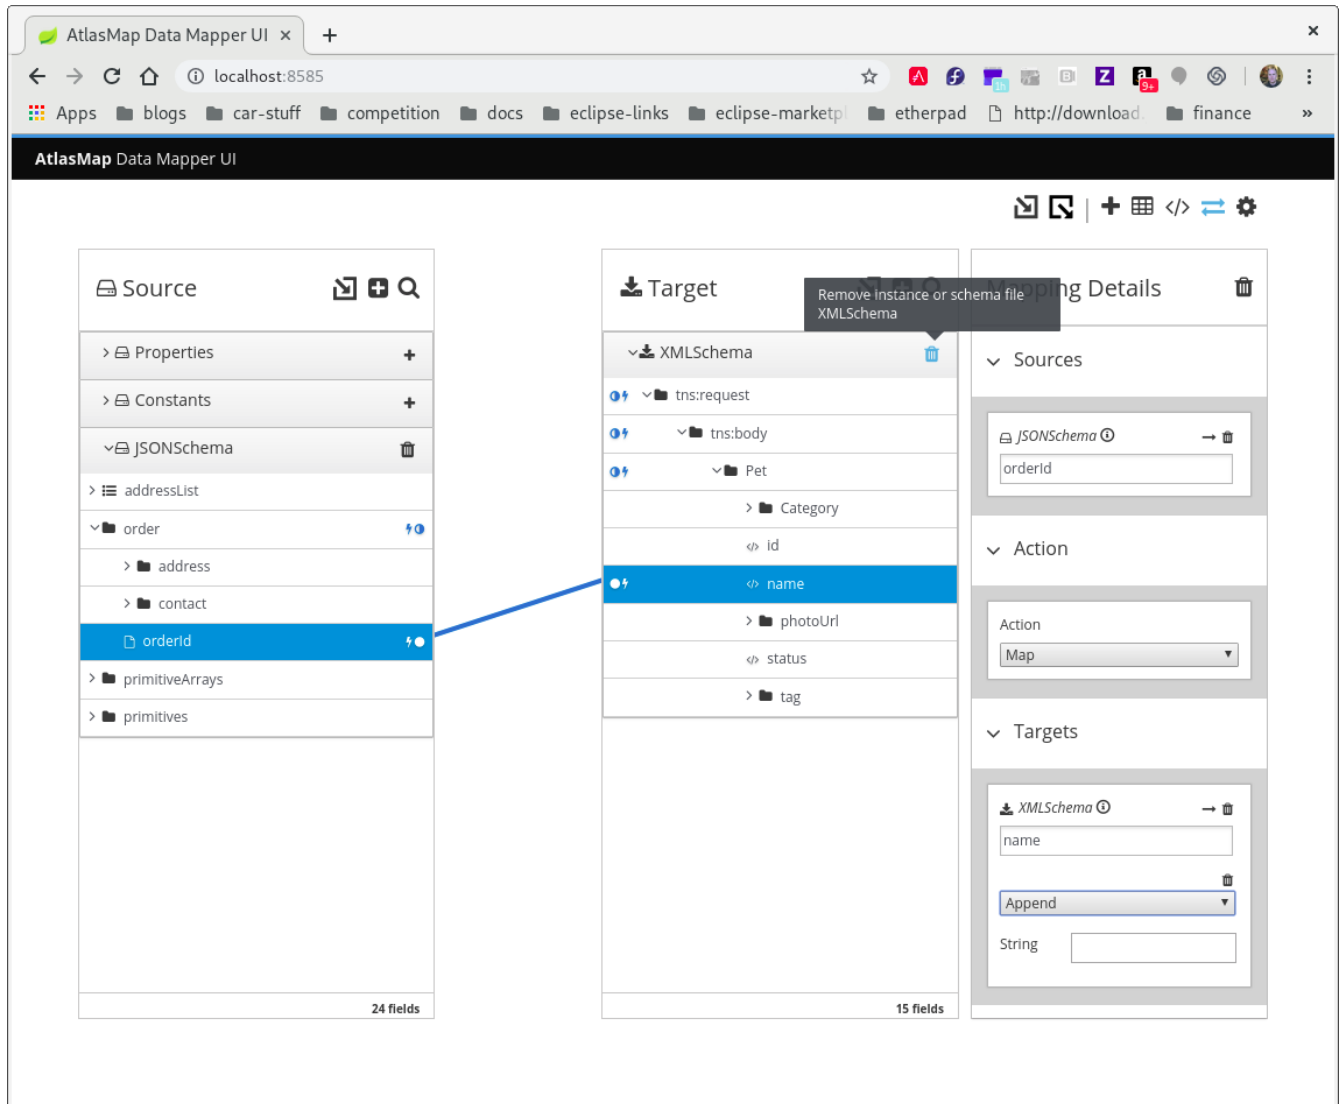 AtlasMap Data Mapper UI
localhost:8585
1h
9+
Apps blogs car-stuff competition docs eclipse-links eclipse-marketpl etherpad http://download. finance »
AtlasMap Data Mapper UI
Source
Properties
Constants
JSONSchema
addressList
order
address
contact
orderId
primitiveArrays
primitives
24 fields
Target
Remove instance or schema file
XMLSchema
XMLSchema
tns:request
tns:body
Pet
Category
id
name
photoUrl
status
tag
15 fields
Mapping Details
Sources
JSONSchema
orderId
Action
Action
Map
Targets
XMLSchema
name
Append
String